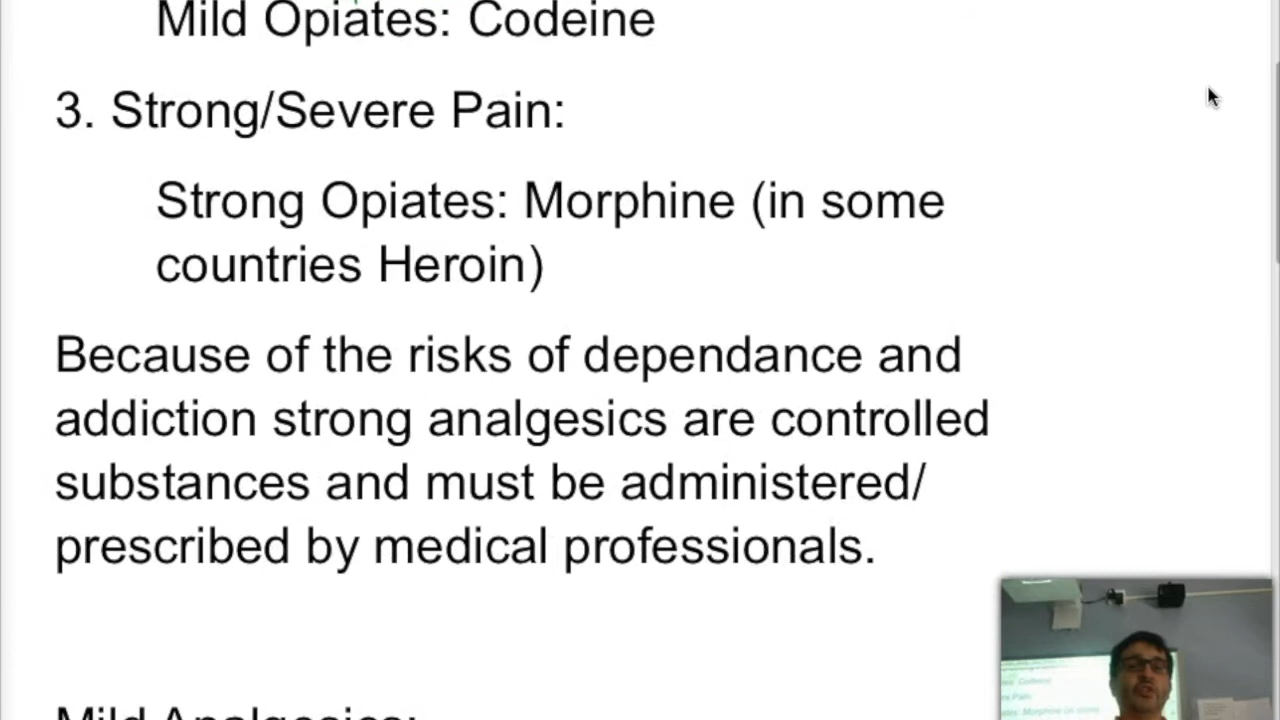 Mild Opiates: Codeine
3. Strong/Severe Pain:
Strong Opiates: Morphine (in some
countries Heroin)
Because of the risks of dependance and
addiction strong analgesics are controlled
substances and must be administered/
prescribed by medical professionals.
Mild Analgesics: